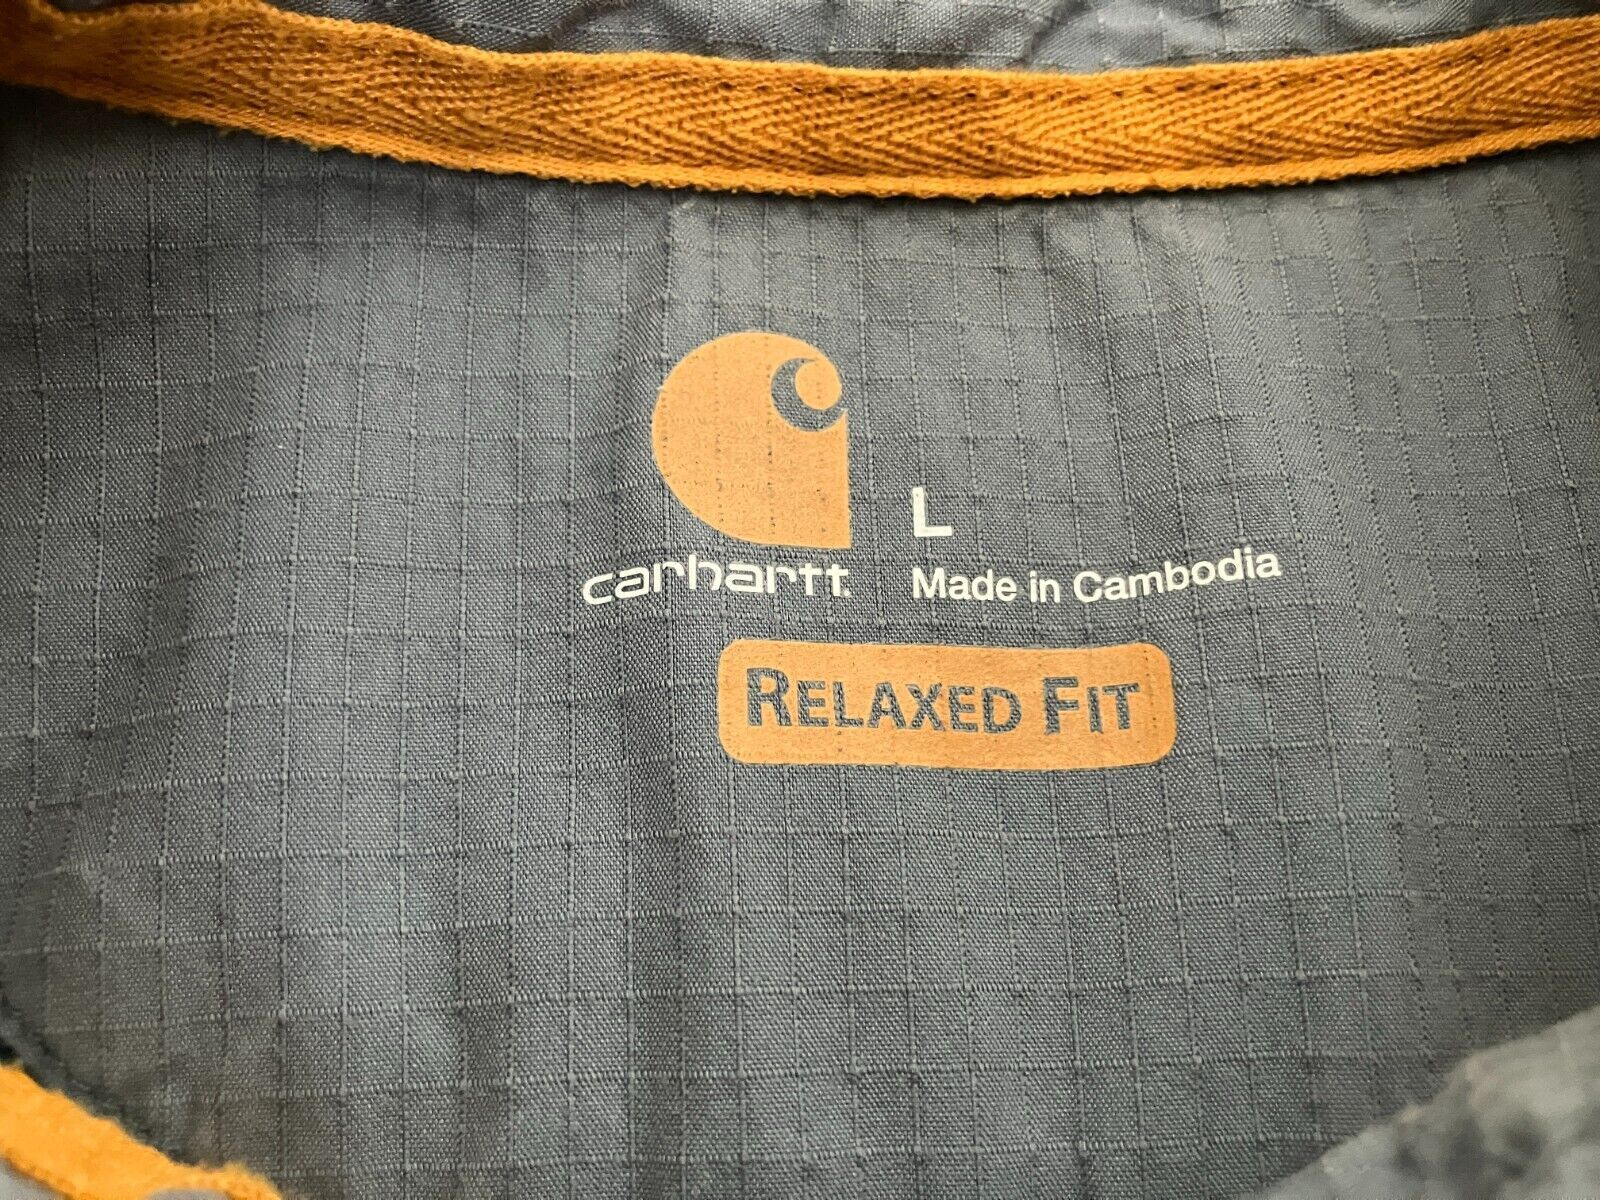 L
carhartt
Made in Cambodia
RELAXED FIT